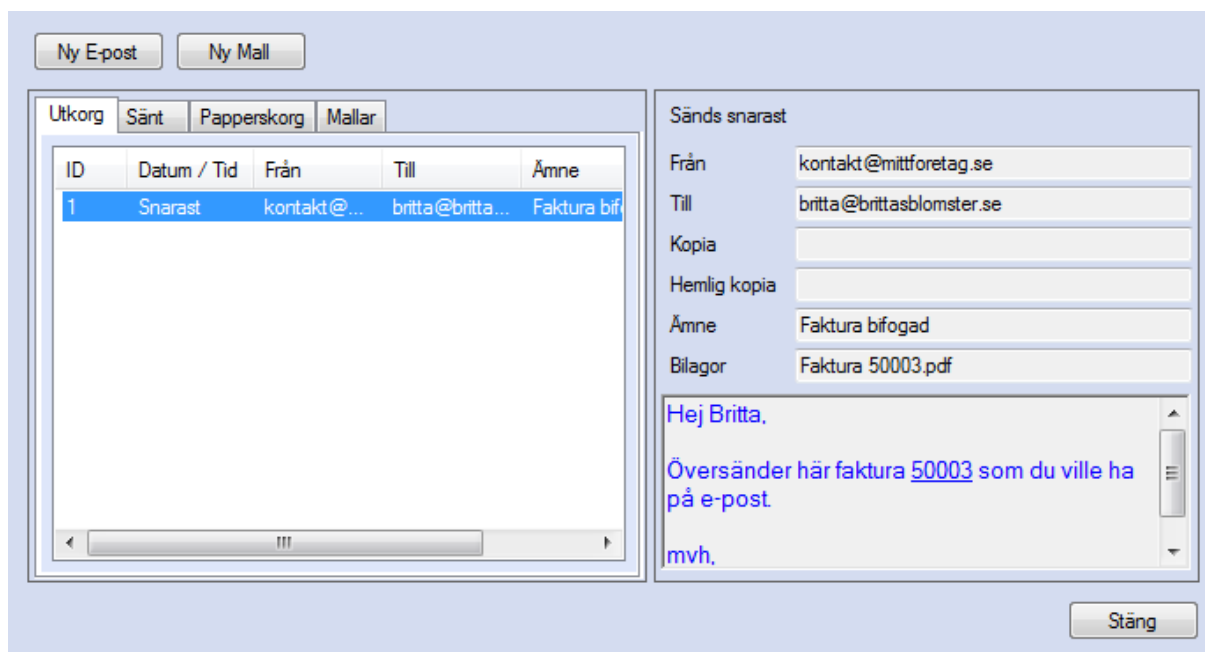 Ny E-post Ny Mall
Utkorg Sänt Papperskorg Mallar
ID Datum / Tid Från Till Ämne
1 Snarast kontakt@... britta@britta... Faktura bif
Sänds snarast
Från kontakt@mittforetag.se
Till britta@brittasblomster.se
Kopia
Hemlig kopia
Ämne Faktura bifogad
Bilagor Faktura 50003.pdf
Hej Britta,
Översänder här faktura 50003 som du ville ha
på e-post.
mvh,
Stäng